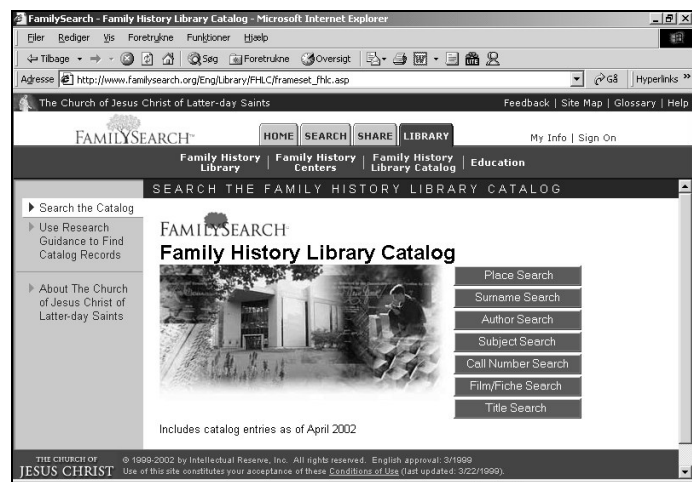 FamilySearch - Family History Library Catalog - Microsoft Internet Explorer
Filer Rediger Vis Foretrukne Funktioner Hjælp
Tilbage Søg Foretrukne Oversigt
Adresse http://www.familysearch.org/Eng/Library/FHLC/frameset_fhlc.asp Gå Hyperlinks »
The Church of Jesus Christ of Latter-day Saints Feedback | Site Map | Glossary | Help
FAMILYSEARCH™ HOME SEARCH SHARE LIBRARY My Info | Sign On
Family History Library | Family History Centers | Family History Library Catalog | Education
SEARCH THE FAMILY HISTORY LIBRARY CATALOG
Search the Catalog
Use Research
Guidance to Find
Catalog Records
About The Church
of Jesus Christ of
Latter-day Saints
FAMILYSEARCH
Family History Library Catalog
Place Search
Surname Search
Author Search
Subject Search
Call Number Search
Film/Fiche Search
Title Search
Includes catalog entries as of April 2002
THE CHURCH OF
JESUS CHRIST
© 1999-2002 by Intellectual Reserve, Inc. All rights reserved. English approval: 3/1999
Use of this site constitutes your acceptance of these Conditions of Use (last updated: 3/22/1999).